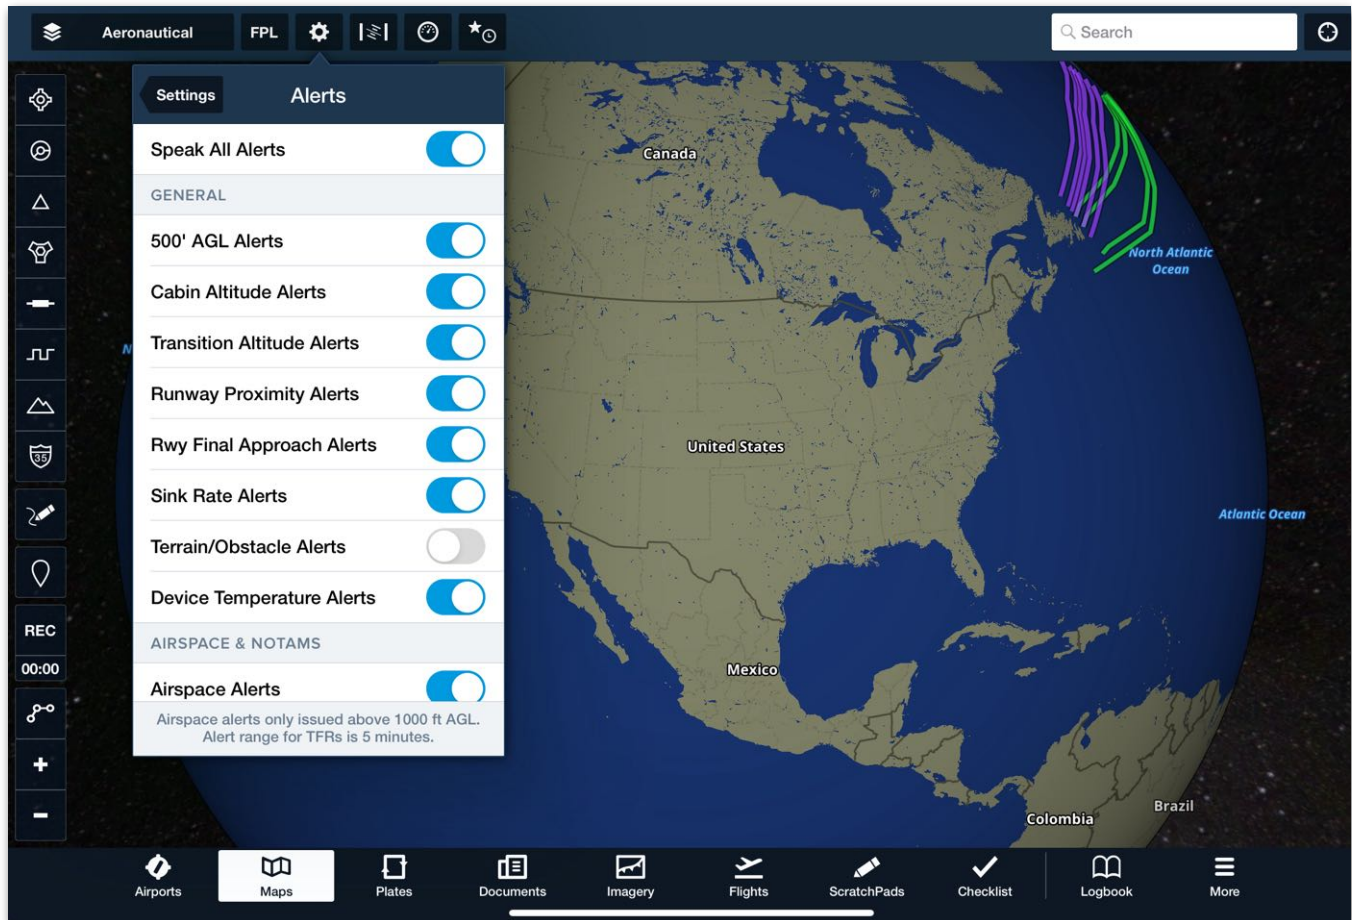 Aeronautical
FPL
Search
Settings
Alerts
Speak All Alerts
GENERAL
500' AGL Alerts
Cabin Altitude Alerts
Transition Altitude Alerts
Runway Proximity Alerts
Rwy Final Approach Alerts
Sink Rate Alerts
Terrain/Obstacle Alerts
Device Temperature Alerts
AIRSPACE & NOTAMS
Airspace Alerts
Airspace alerts only issued above 1000 ft AGL.
Alert range for TFRs is 5 minutes.
35
REC
00:00
N
Canada
North Atlantic
Ocean
United States
Atlantic Ocean
Mexico
Colombia
Brazil
Airports
Maps
Plates
Documents
Imagery
Flights
ScratchPads
Checklist
Logbook
More